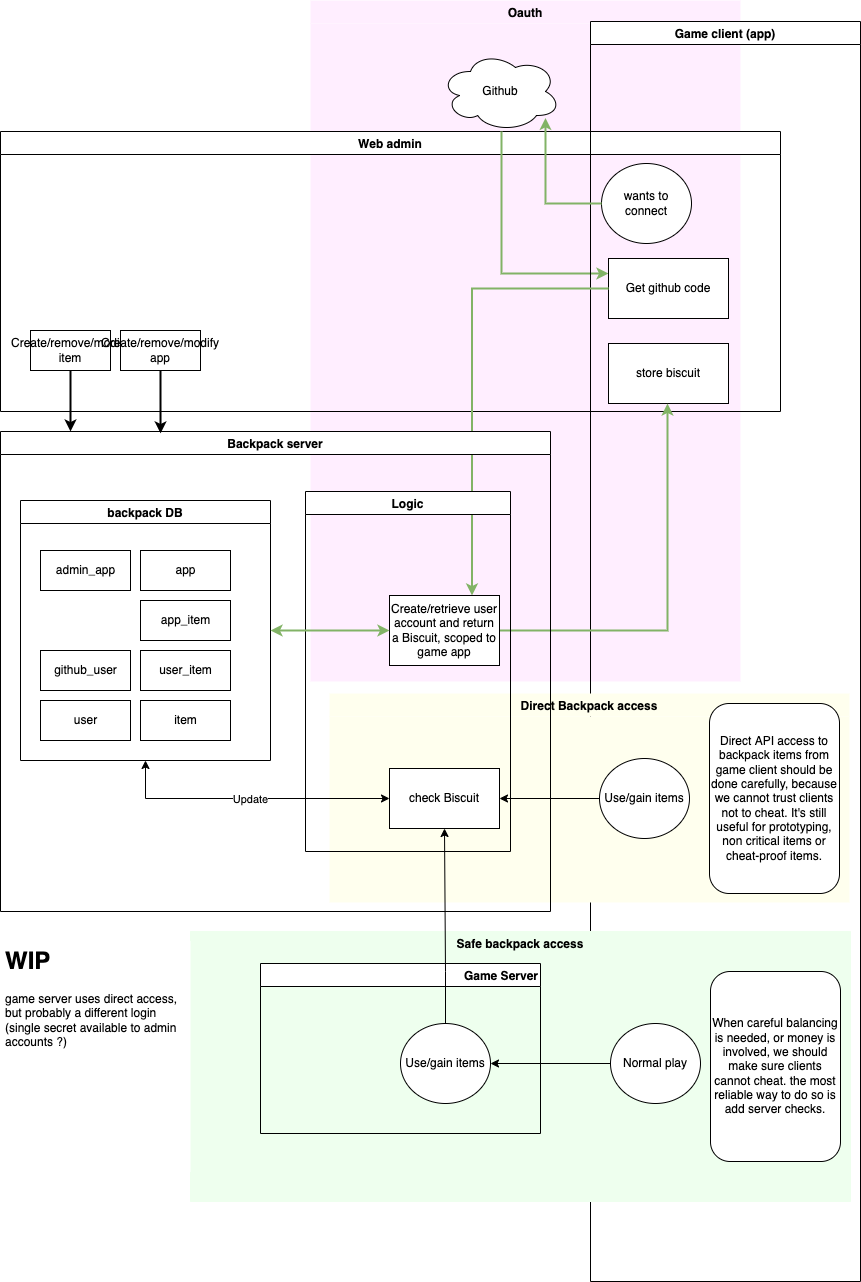 Oauth
Game client (app)
Github
Web admin
wants to
connect
Get github code
Create/remove/modify
item
Create/remove/modify
app
store biscuit
Backpack server
backpack DB
Logic
admin_app
app
app_item
github_user
user_item
user
item
Create/retrieve user
account and return
a Biscuit, scoped to
game app
Direct Backpack access
Update
check Biscuit
Use/gain items
Direct API access to
backpack items from
game client should be
done carefully, because
we cannot trust clients
not to cheat. It's still
useful for prototyping,
non critical items or
cheat-proof items.
Safe backpack access
WIP
game server uses direct access,
but probably a different login
(single secret available to admin
accounts ?)
Game Server
Use/gain items
Normal play
When careful balancing
is needed, or money is
involved, we should
make sure clients
cannot cheat. the most
reliable way to do so is
add server checks.